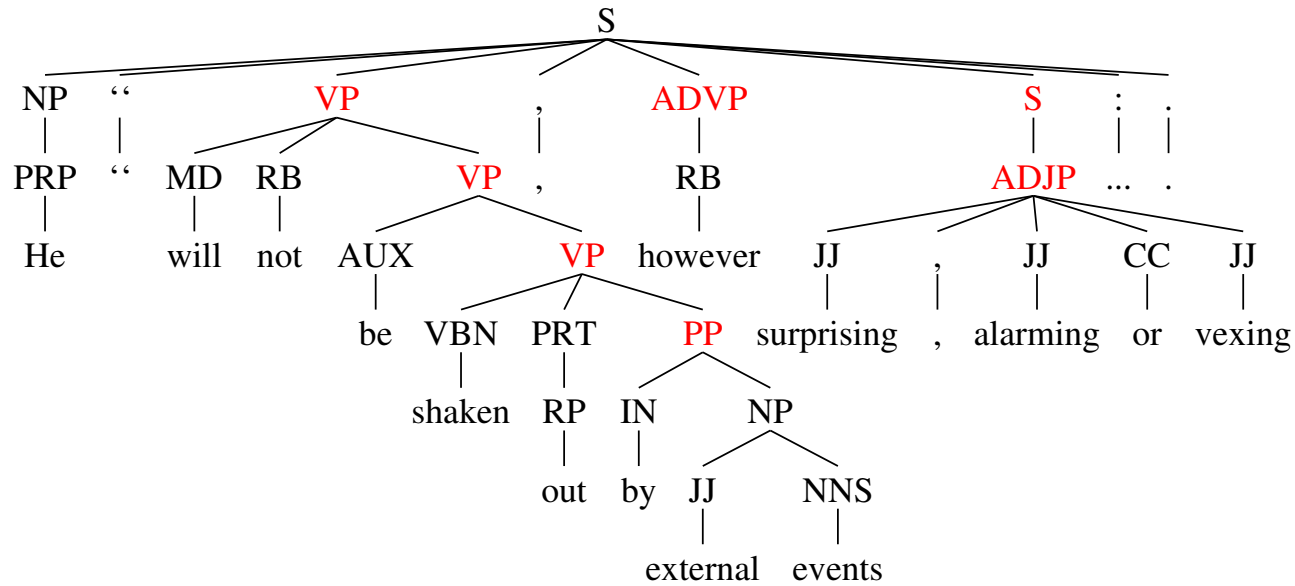 S
NP “ VP , ADVP S : .
PRP “ MD RB VP , RB ADJP ... .
He will not AUX VP however JJ , JJ CC JJ
be VBN PRT PP surprising , alarming or vexing
shaken RP IN NP
out by JJ NNS
external events